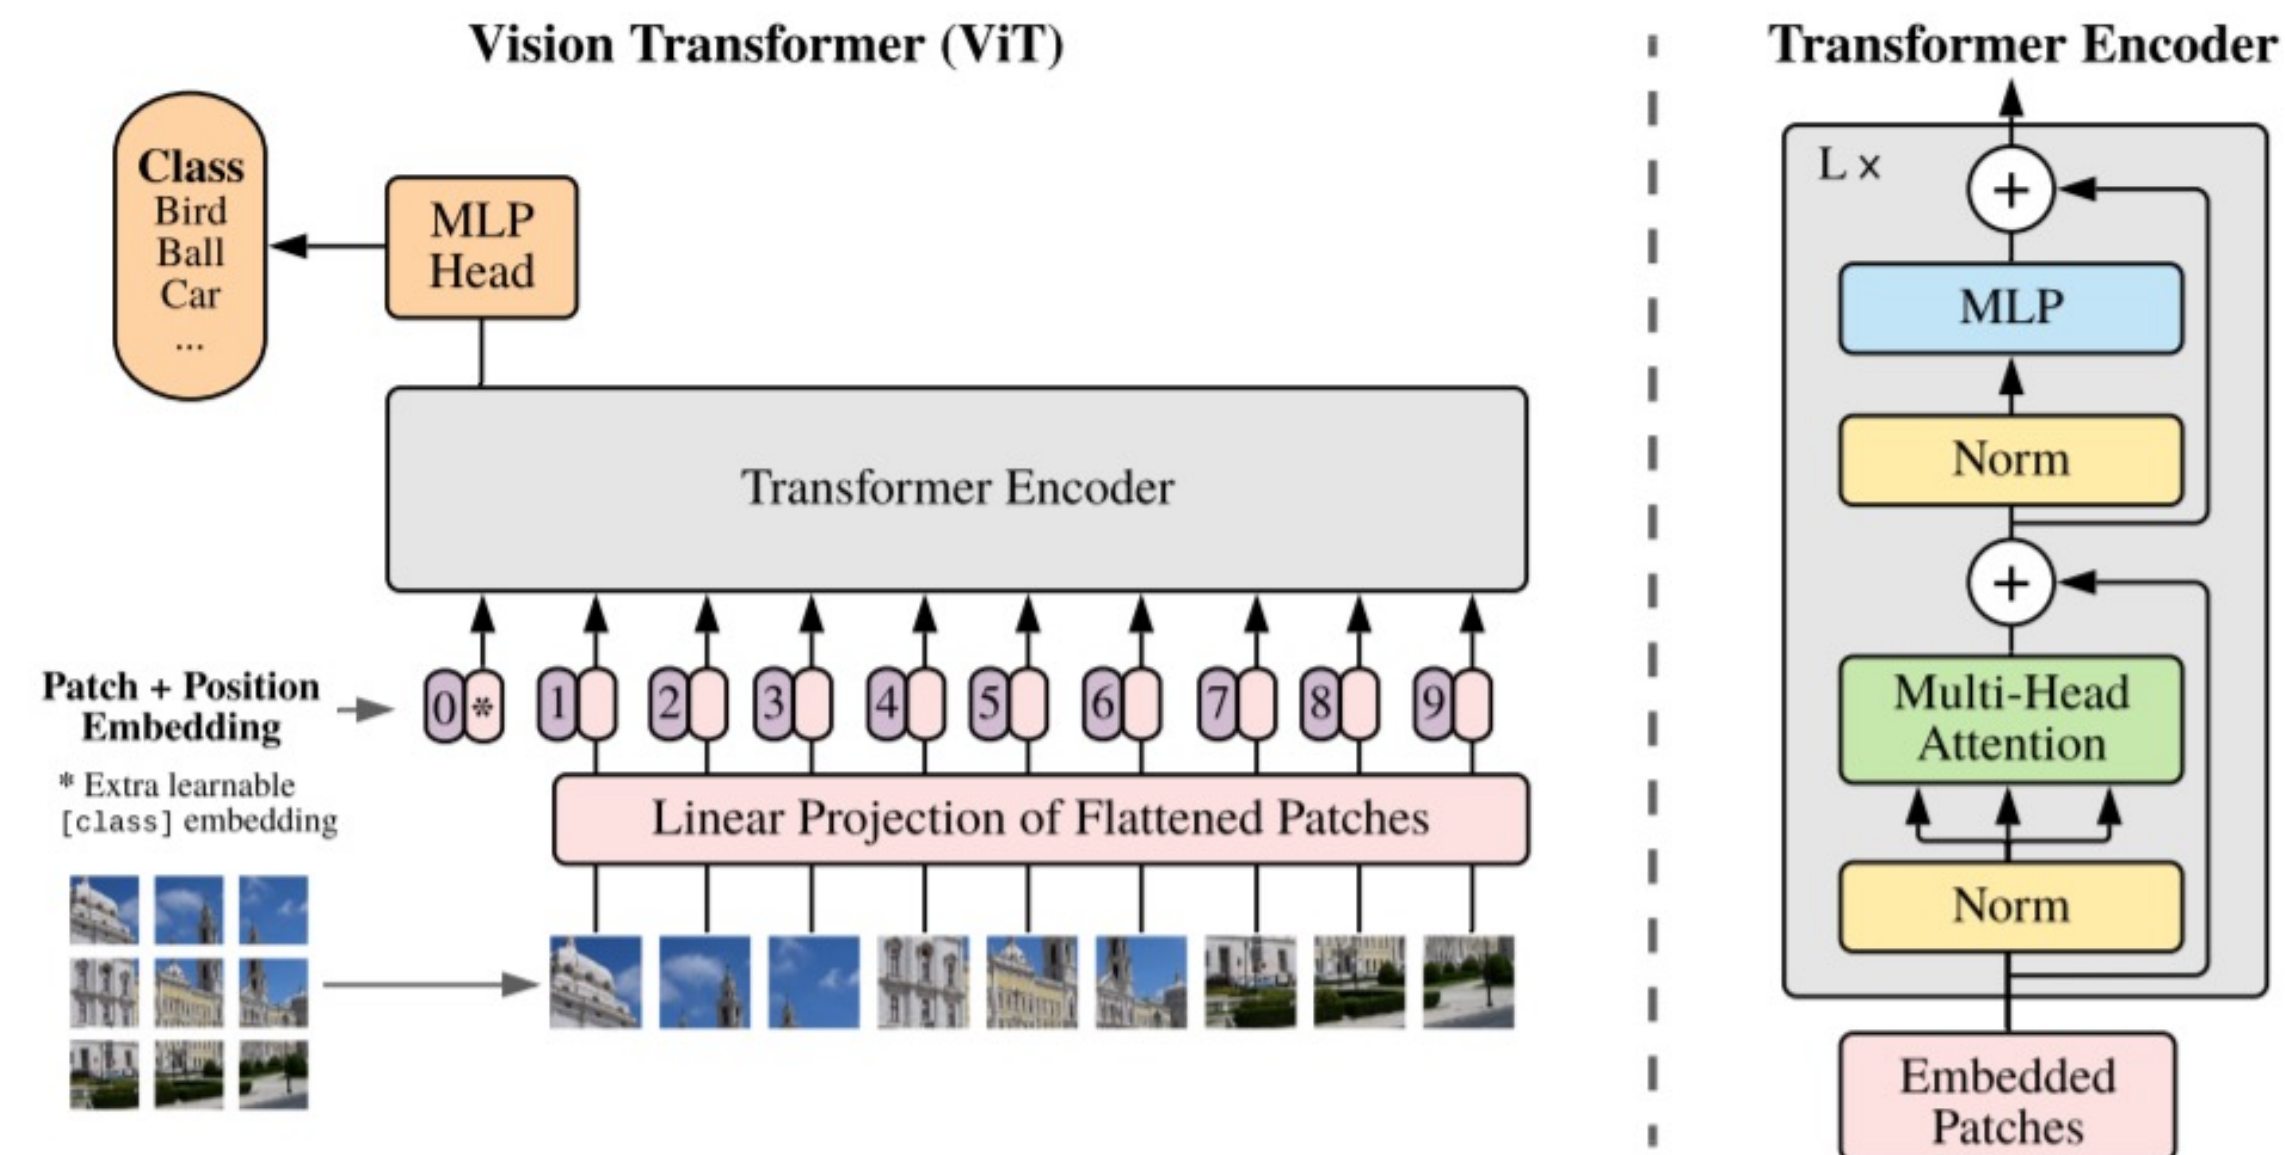 Vision Transformer (ViT)
Class
Bird
Ball
Car
...
MLP
Head
Transformer Encoder
Patch + Position
Embedding
* Extra learnable
[class] embedding
0 * 1 2 3 4 5 6 7 8 9
Linear Projection of Flattened Patches
Transformer Encoder
L x
+
MLP
Norm
+
Multi-Head
Attention
Norm
Embedded
Patches